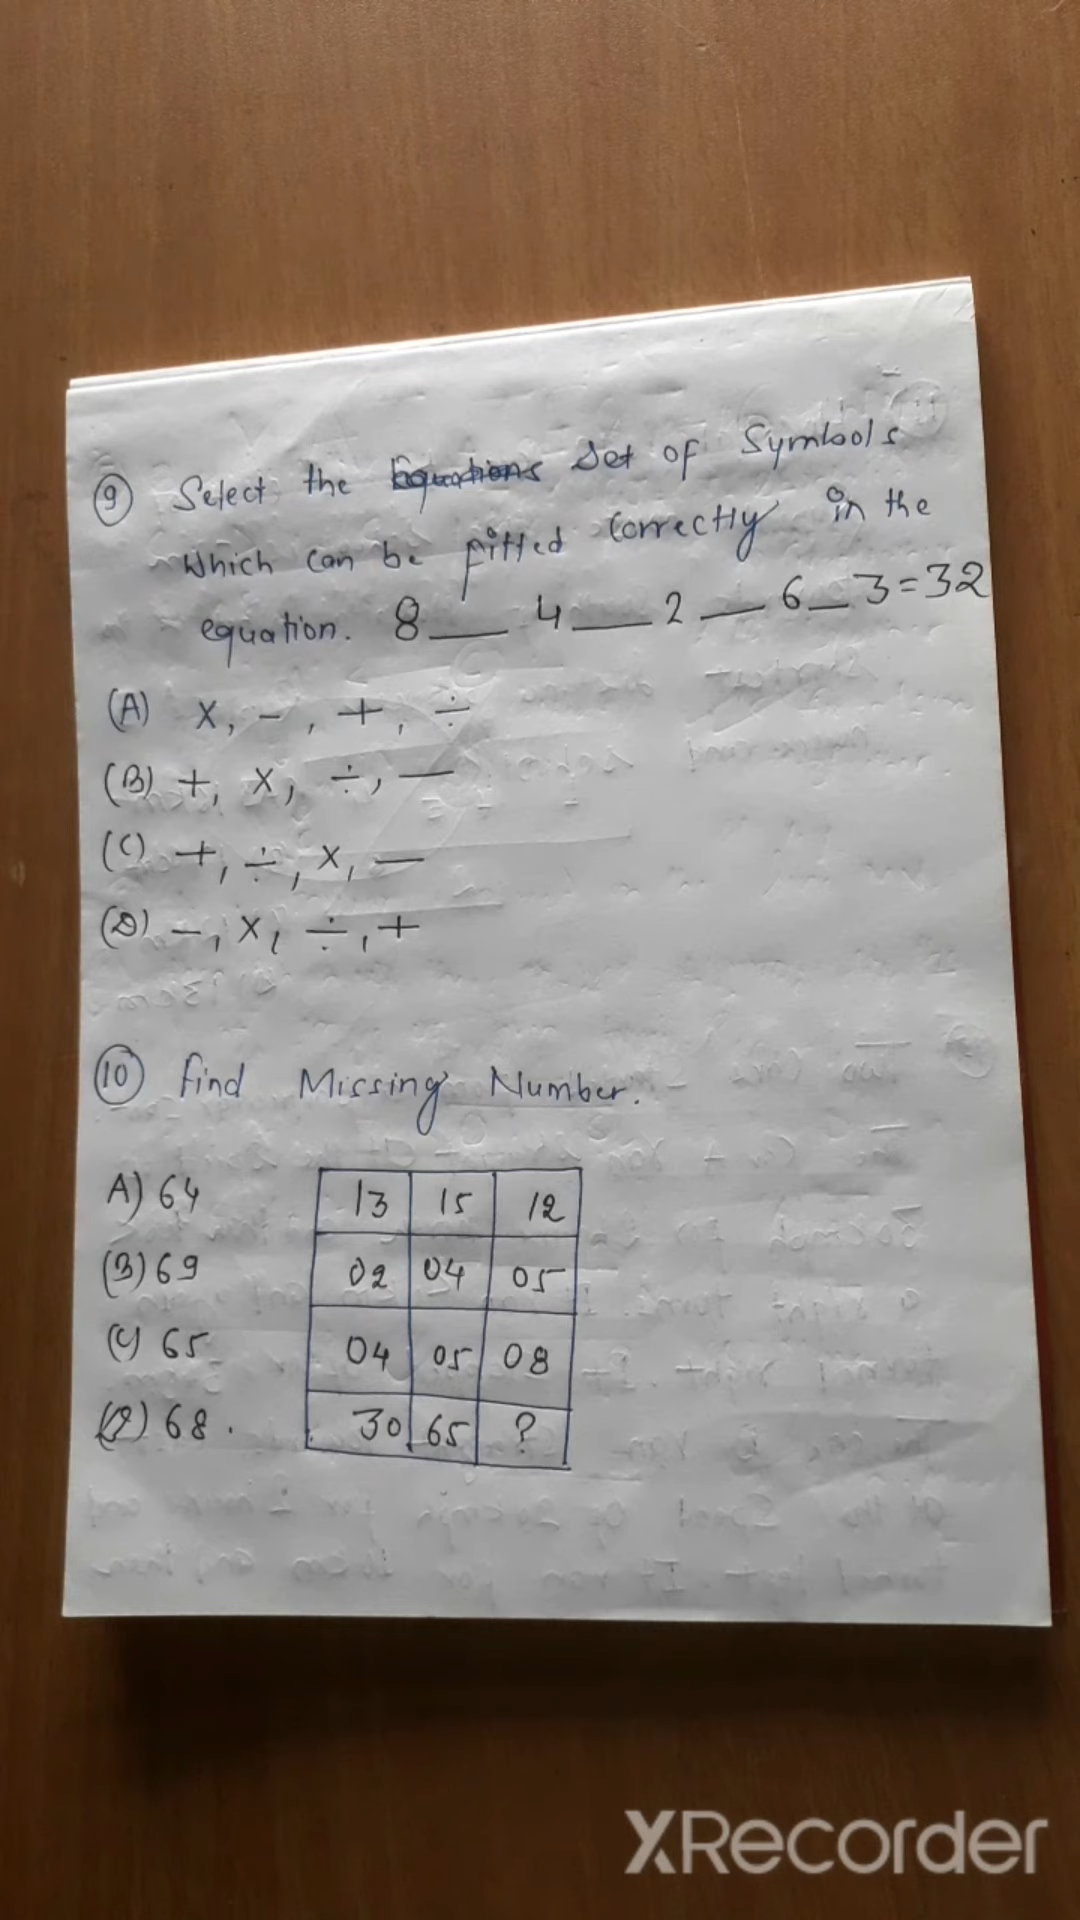 9 Select the Set of Symbols
Which can be fitted correctly in the
equation. 8 __ 4 __ 2 __ 6 _ 3 = 32
(A) ×, -, +, ÷
(B) +, ×, ÷, -
(C) +, ÷, ×, -
(D) -, ×, ÷, +
10 find Missing Number.
A) 64
(B) 69
(C) 65
(D) 68.
13 15 12
02 04 05
04 05 08
30 65 ?
XRecorder